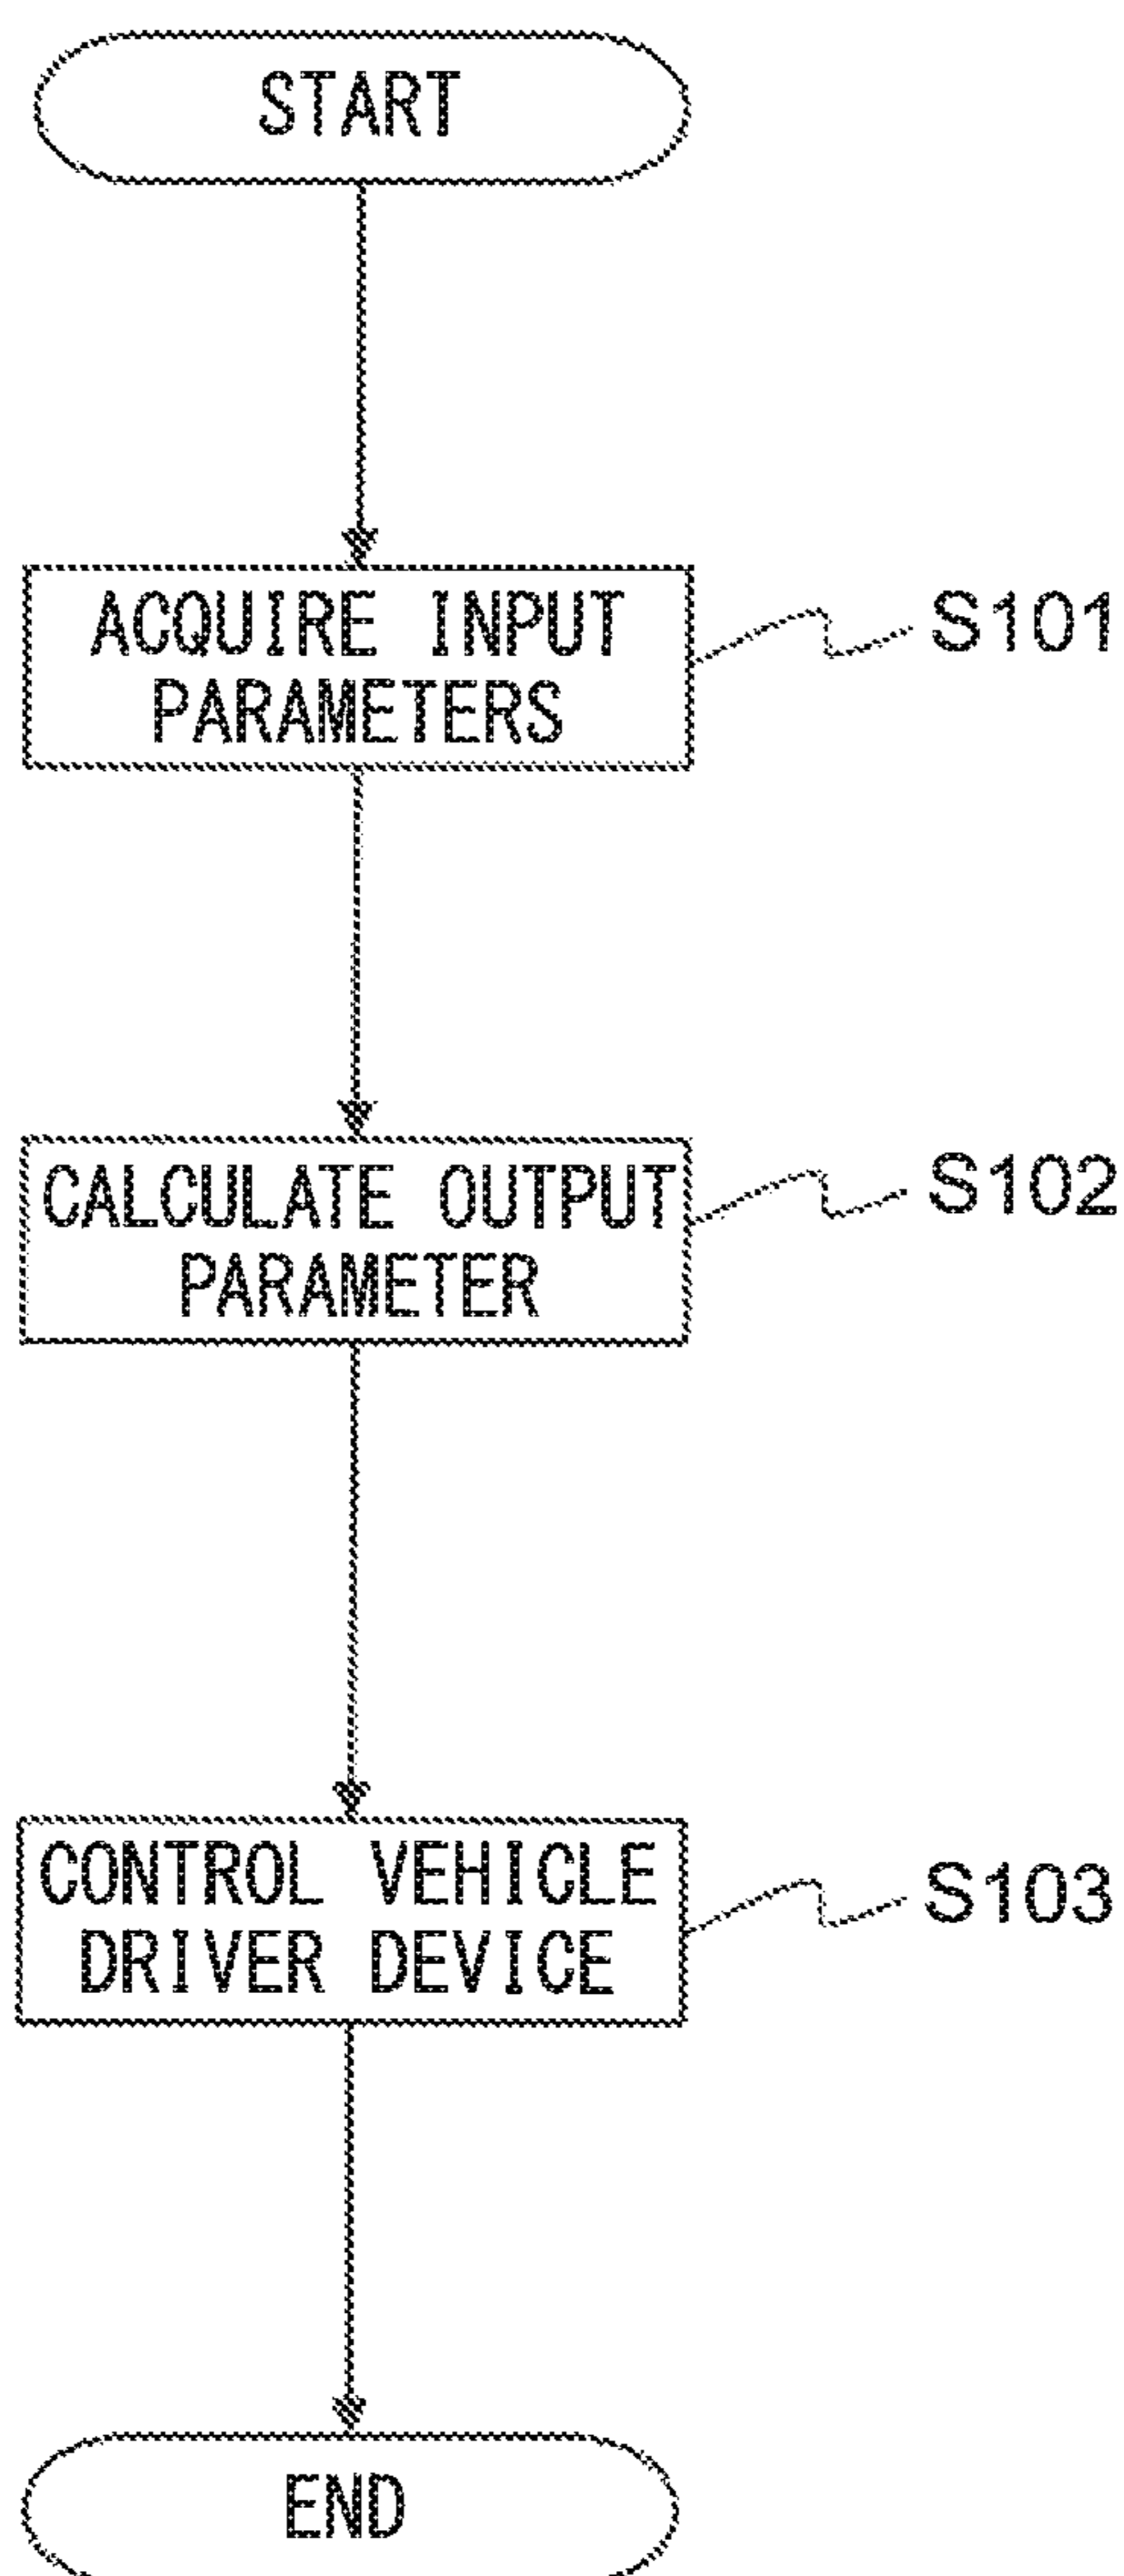 START
ACQUIRE INPUT
PARAMETERS
S101
CALCULATE OUTPUT
PARAMETER
S102
CONTROL VEHICLE
DRIVER DEVICE
S103
END